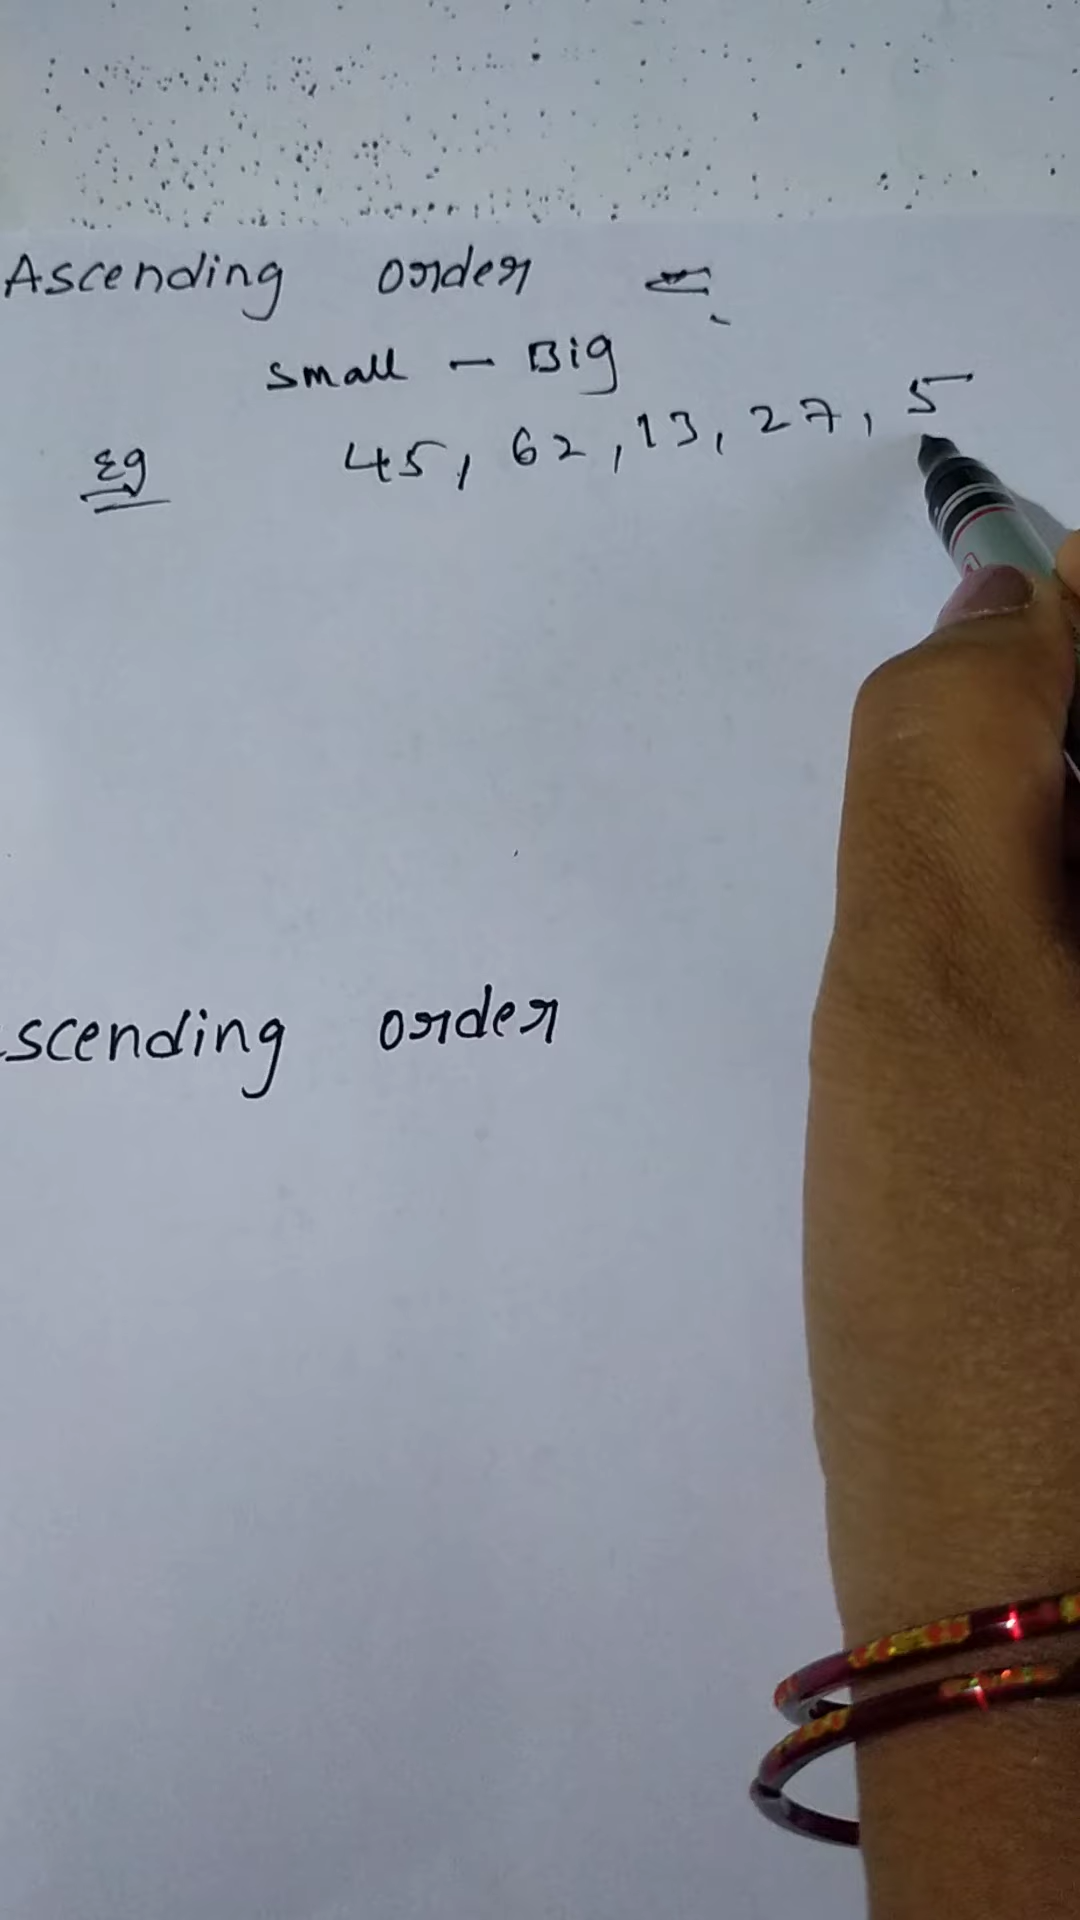 Ascending order
Small - Big
Eg 45, 62, 13, 27, 5
scending order